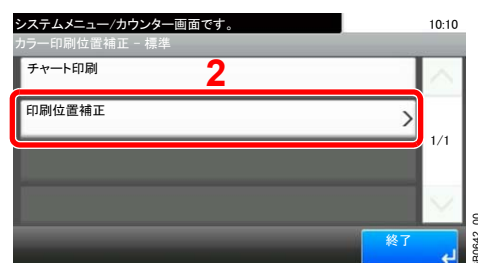 システムメニュー/カウンター画面です。
10:10
カラー印刷位置補正 - 標準
チャート印刷
2
印刷位置補正
1/1
終了